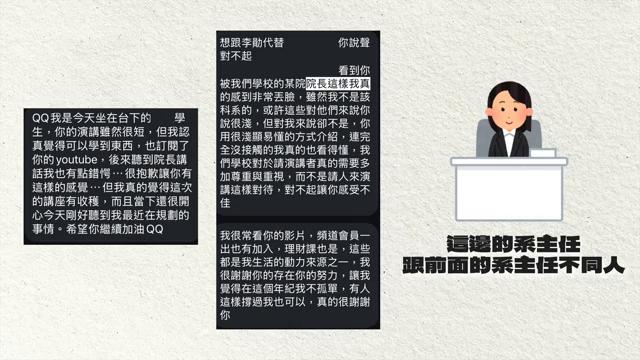 QQ我是今天坐在台下的 學
生，你的演講雖然很短，但我認
真覺得可以學到東西，也訂閱了
你的youtube，後來聽到院長講
話我也有點錯愕⋯很抱歉讓你有
這樣的感覺⋯但我真的覺得這次
的講座有收穫，而且當下還很開
心今天剛好聽到我最近在規劃的
事情。希望你繼續加油QQ
想跟李勛代替 你說聲
對不起
看到你
被我們學校的某院院長這樣我真
的感到非常丟臉，雖然我不是該
科系的，或許這些對他們來說你
說很淺，但對我來說卻不是，你
用很淺顯易懂的方式介紹，連完
全沒接觸的我真的也看得懂，我
們學校對於請演講者真的需要多
加尊重與重視，而不是請人來演
講這樣對待，對不起讓你感受不
佳
我很常看你的影片，頻道會員一
出也有加入，理財課也是，這些
都是我生活的動力來源之一，我
很謝謝你的存在你的努力，讓我
覺得在這個年紀我不孤單，有人
這樣撐過我也可以，真的很謝謝
你
這邊的系主任
跟前面的系主任不同人